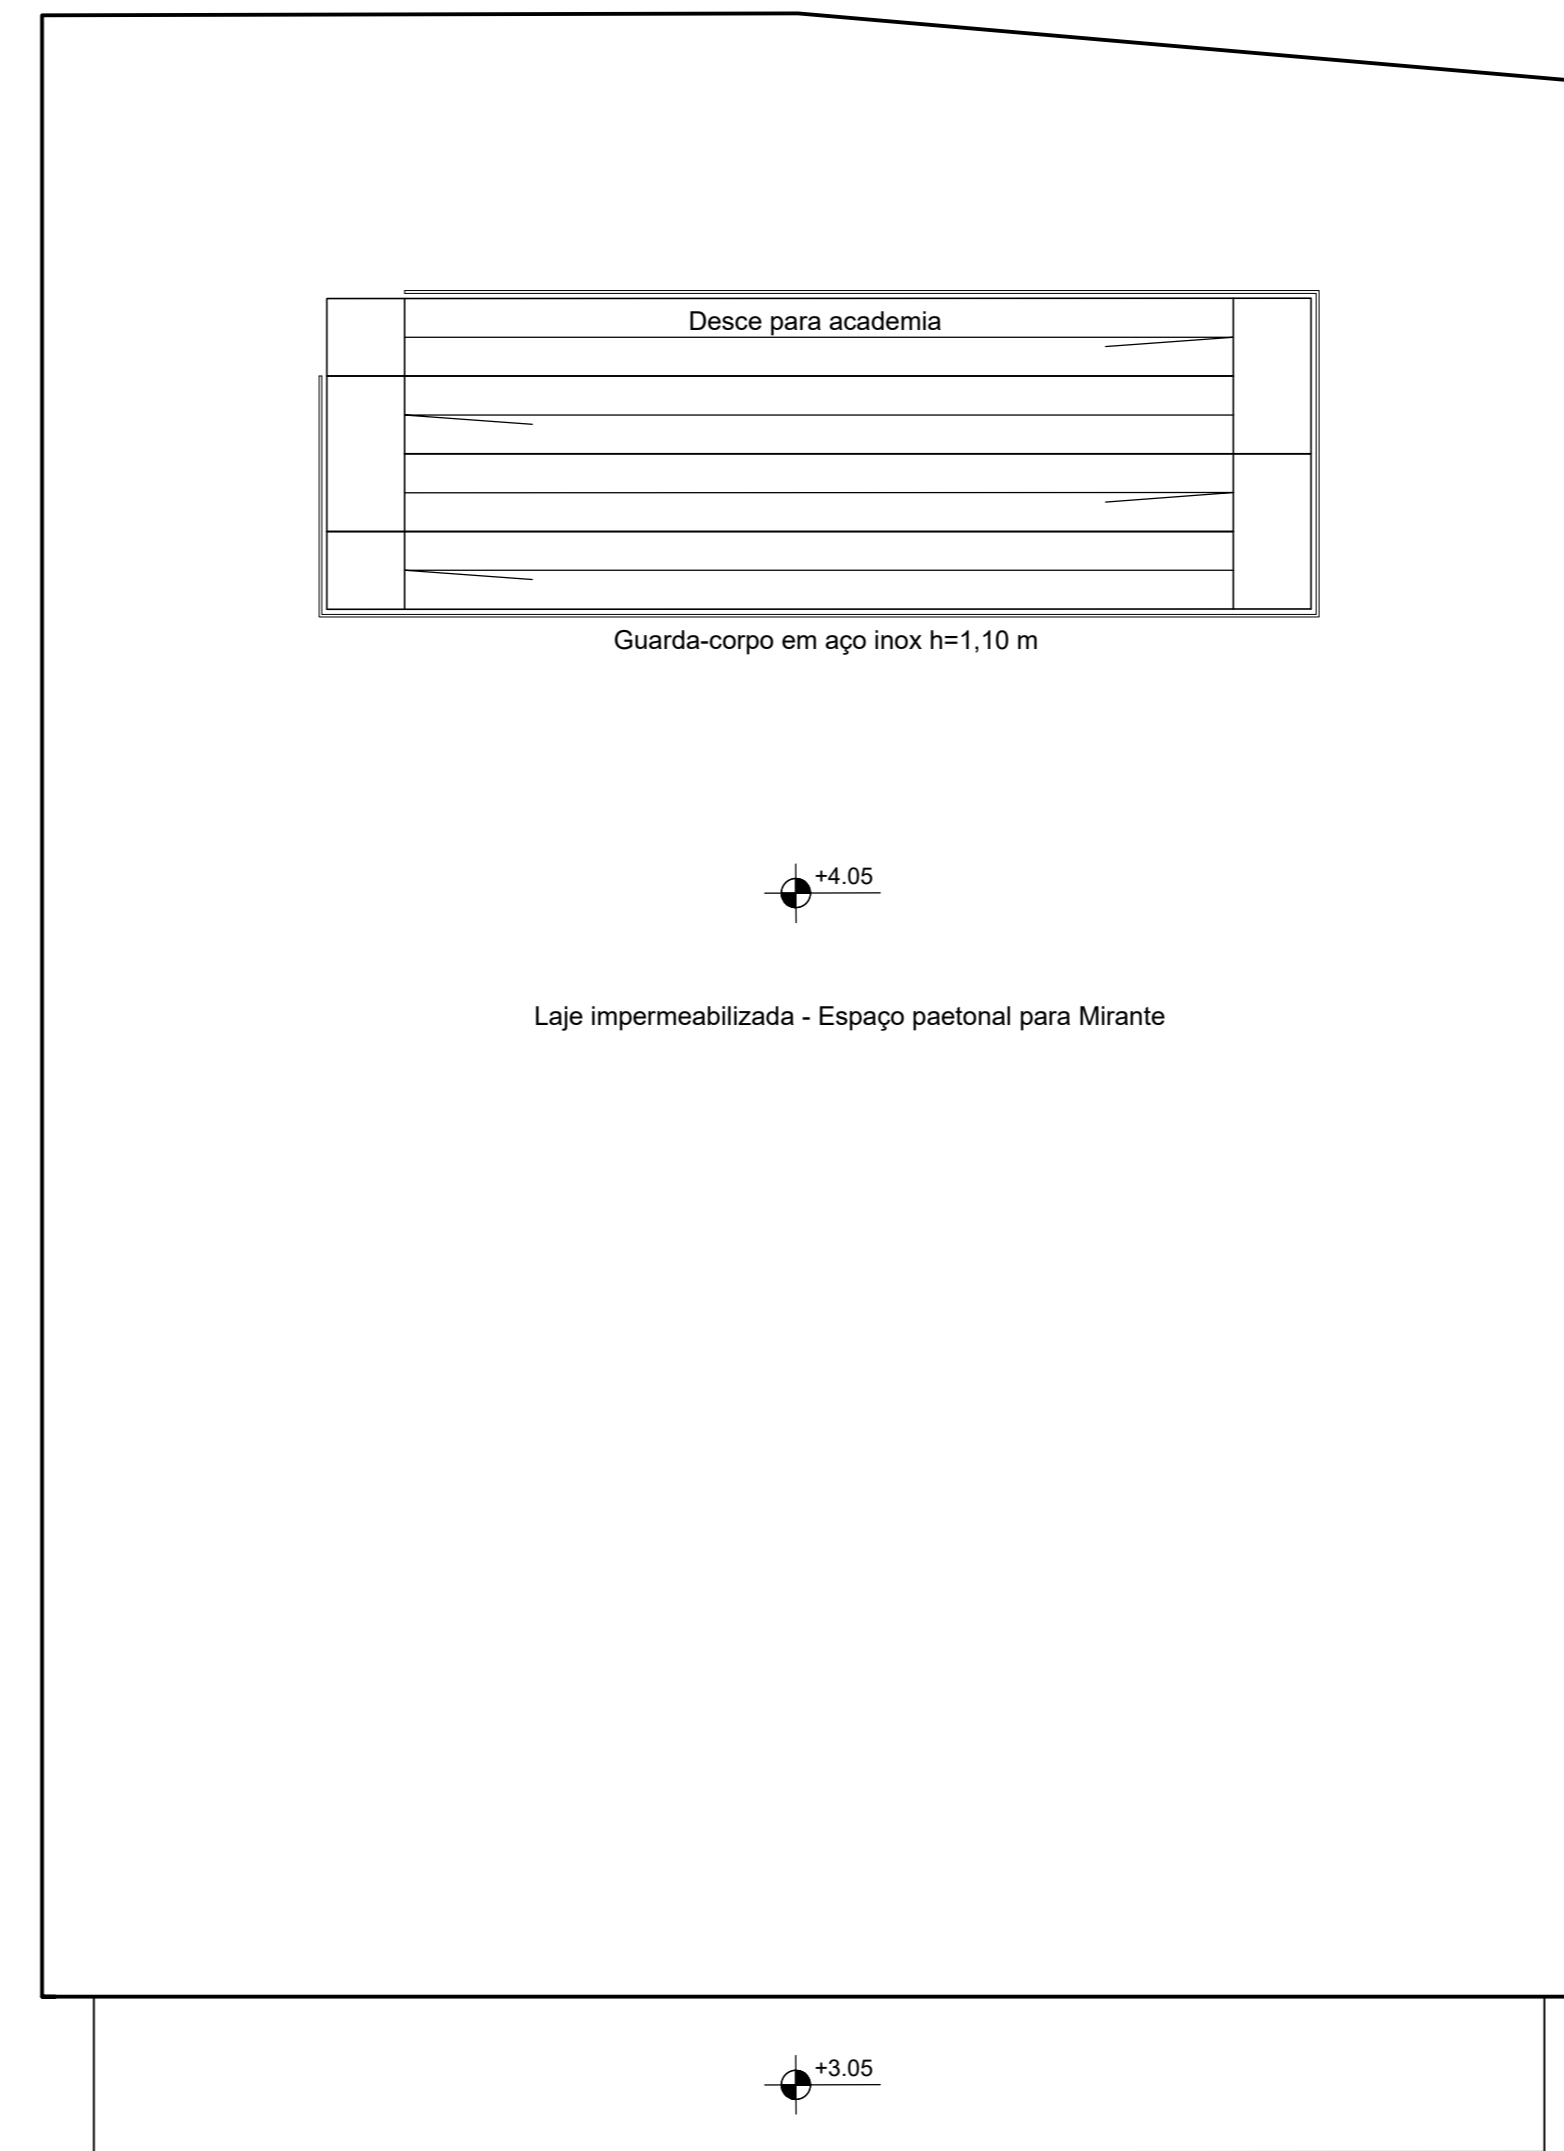 Desce para academia
Guarda-corpo em aço inox h=1,10 m
+4.05
Laje impermeabilizada - Espaço paetonal para Mirante
+3.05